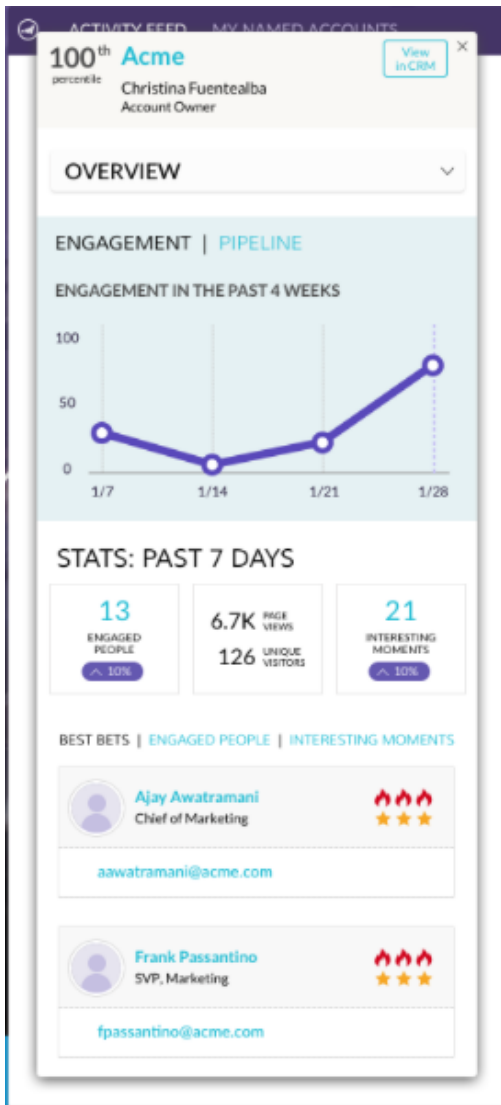 ACTIVITY FEED MY NAMED ACCOUNTS
100th percentile
Acme
Christina Fuentealba
Account Owner
View in CRM
×
OVERVIEW
ENGAGEMENT | PIPELINE
ENGAGEMENT IN THE PAST 4 WEEKS
100
50
0
1/7 1/14 1/21 1/28
STATS: PAST 7 DAYS
13
ENGAGED
PEOPLE
10%
6.7K PAGE VIEWS
126 UNIQUE VISITORS
21
INTERESTING
MOMENTS
10%
BEST BETS | ENGAGED PEOPLE | INTERESTING MOMENTS
Ajay Awatramani
Chief of Marketing
aawatramani@acme.com
Frank Passantino
SVP, Marketing
fpassantino@acme.com